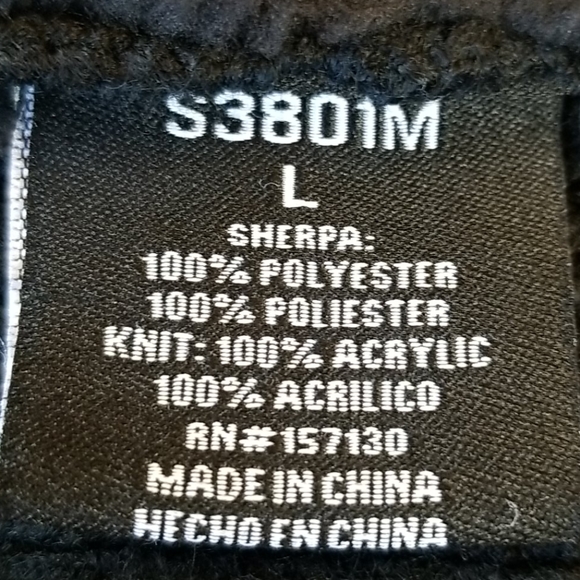 S3801M
L
SHERPA:
100% POLYESTER
100% POLIESTER
KNIT: 100% ACRYLIC
100% ACRILICO
RN#157130
MADE IN CHINA
HECHO EN CHINA